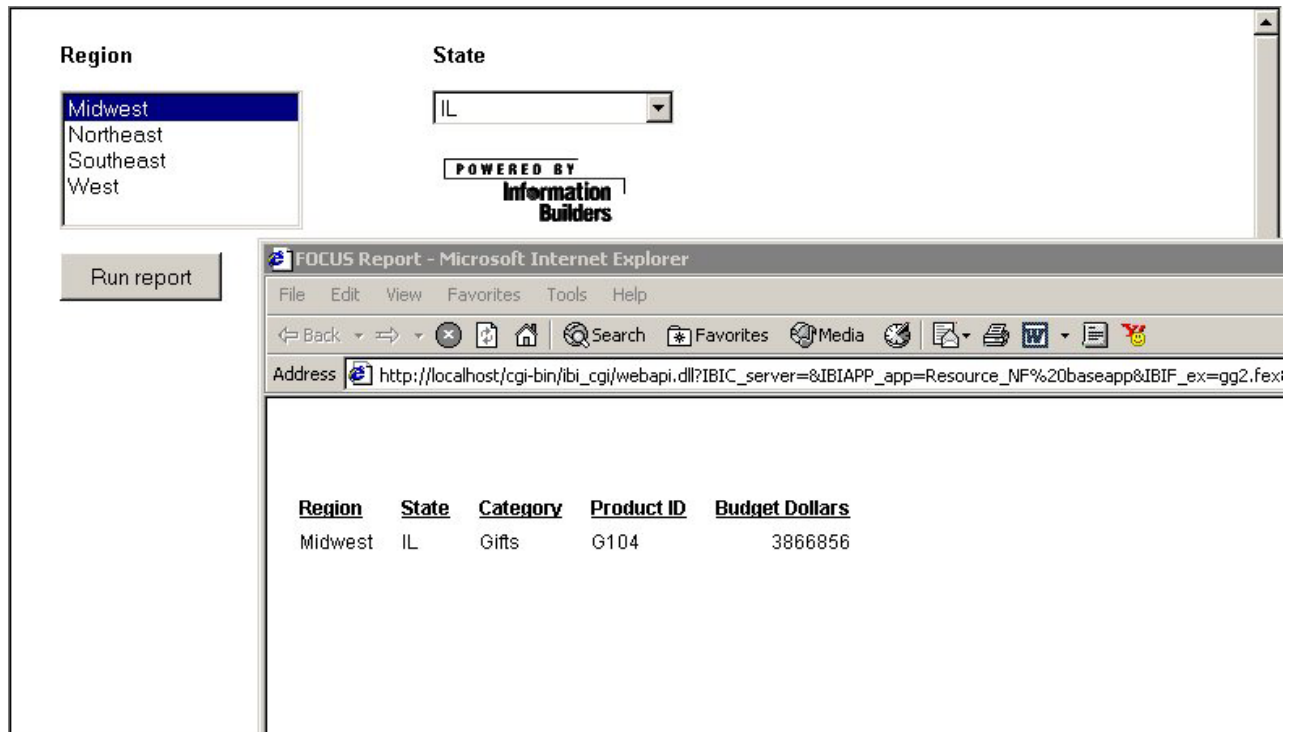 Region State
Midwest
Northeast
Southeast
West
IL
POWERED BY
Information
Builders
Run report
FOCUS Report - Microsoft Internet Explorer
File Edit View Favorites Tools Help
Back Search Favorites Media
Address http://localhost/cgi-bin/ibi_cgi/webapi.dll?IBIC_server=&IBIAPP_app=Resource_NF%20baseapp&IBIF_ex=gg2.fex
Region State Category Product ID Budget Dollars
Midwest IL Gifts G104 3866856